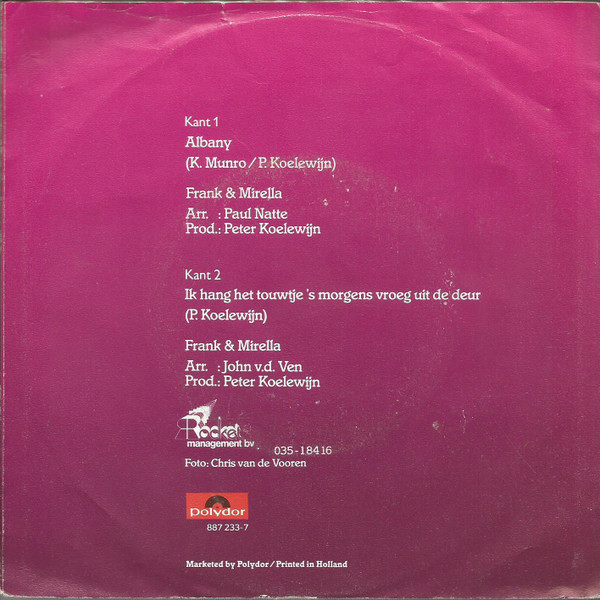 Kant 1
Albany
(K. Munro / P. Koelewijn)
Frank & Mirella
Arr. : Paul Natte
Prod.: Peter Koelewijn
Kant 2
Ik hang het touwtje 's morgens vroeg uit de deur
(P. Koelewijn)
Frank & Mirella
Arr. : John v.d. Ven
Prod.: Peter Koelewijn
Rocket
management bv
035-18416
Foto: Chris van de Vooren
polydor
887 233-7
Marketed by Polydor / Printed in Holland